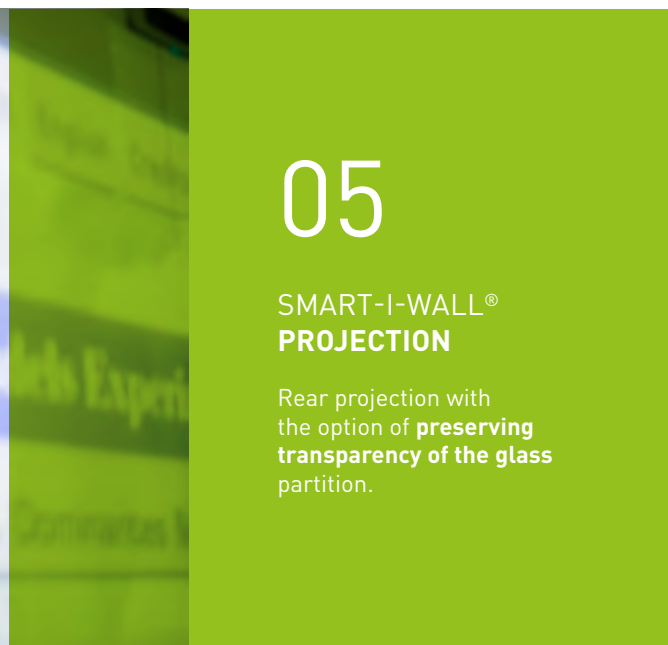 05
SMART-I-WALL®
PROJECTION
Rear projection with
the option of preserving
transparency of the glass
partition.